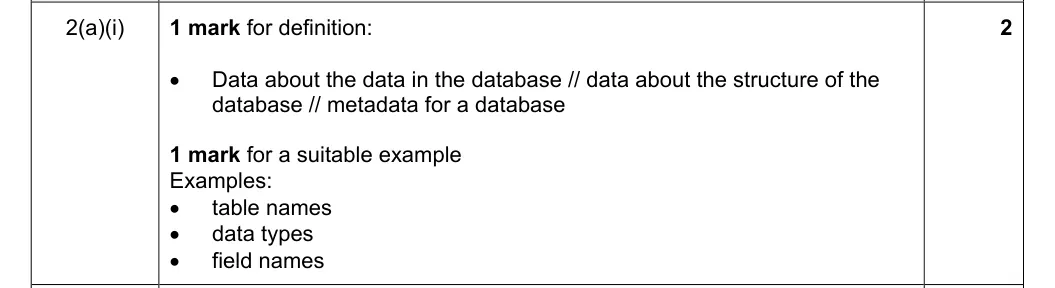 2(a)(i) 1 mark for definition: 2
• Data about the data in the database // data about the structure of the
database // metadata for a database
1 mark for a suitable example
Examples:
• table names
• data types
• field names